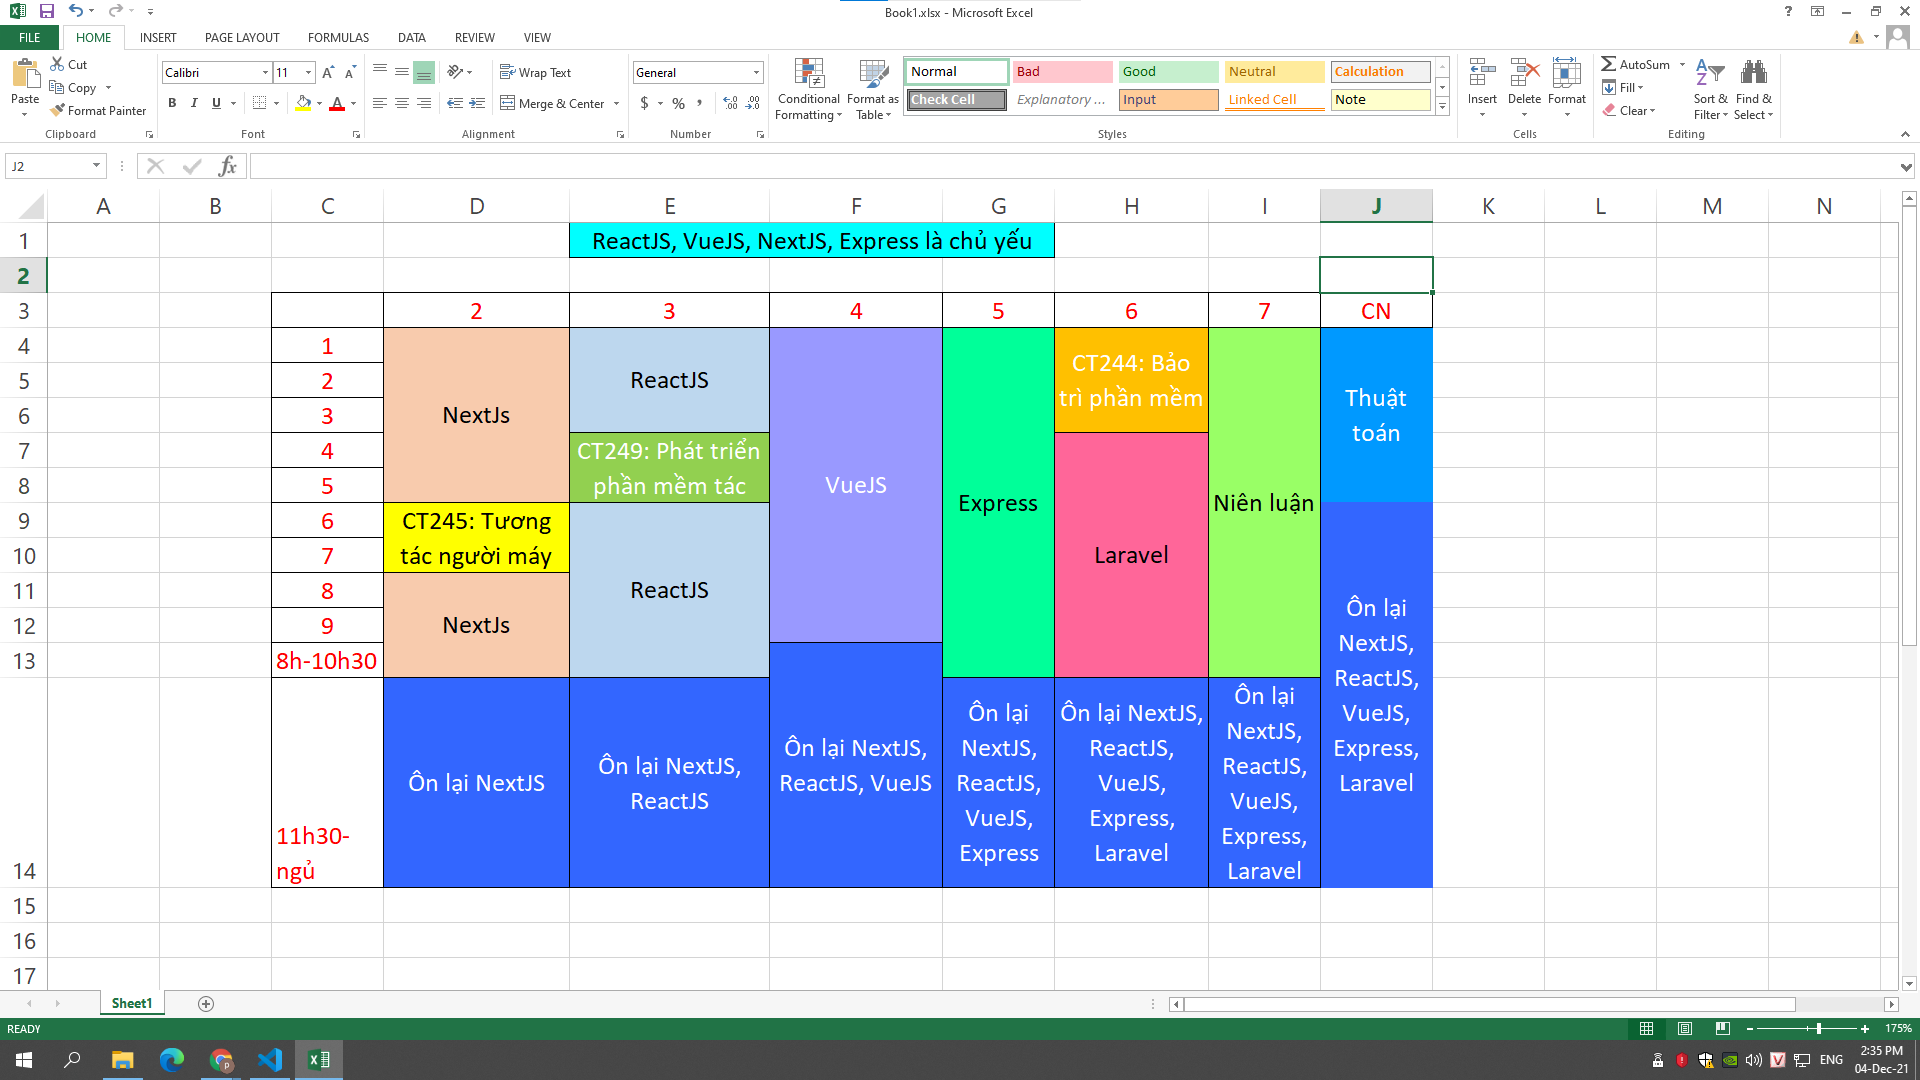 Book1.xlsx - Microsoft Excel
FILE HOME INSERT PAGE LAYOUT FORMULAS DATA REVIEW VIEW
Paste
Cut
Copy
Format Painter
Clipboard
Calibri 11
B I U
Font
Wrap Text
Merge & Center
Alignment
General
$ % ,
Number
Conditional Formatting
Format as Table
Normal Bad Good Neutral Calculation
Check Cell Explanatory ... Input Linked Cell Note
Styles
Insert Delete Format
Cells
AutoSum
Fill
Clear
Sort & Filter
Find & Select
Editing
J2
fx
A B C D E F G H I J K L M N
1
2
3
4
5
6
7
8
9
10
11
12
13
14
15
16
17
ReactJS, VueJS, NextJS, Express là chủ yếu
2 3 4 5 6 7 CN
1
2
3
4
5
6
7
8
9
8h-10h30
11h30-
ngủ
NextJs
CT245: Tương
tác người máy
NextJs
Ôn lại NextJS
ReactJS
CT249: Phát triển
phần mềm tác
ReactJS
Ôn lại NextJS,
ReactJS
VueJS
Ôn lại NextJS,
ReactJS, VueJS
Express
Ôn lại
NextJS,
ReactJS,
VueJS,
Express
CT244: Bảo
trì phần mềm
Laravel
Ôn lại NextJS,
ReactJS,
VueJS,
Express,
Laravel
Niên luận
Ôn lại
NextJS,
ReactJS,
VueJS,
Express,
Laravel
Thuật
toán
Ôn lại
NextJS,
ReactJS,
VueJS,
Express,
Laravel
Sheet1
READY
175%
ENG
2:35 PM
04-Dec-21